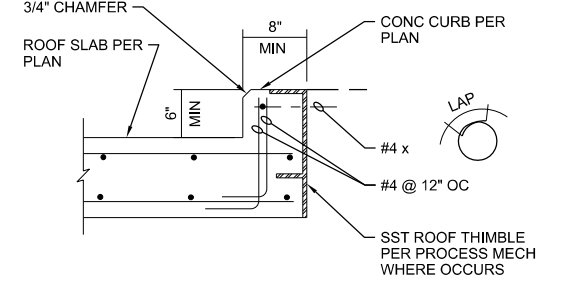 3/4" CHAMFER
8"
MIN
CONC CURB PER
PLAN
ROOF SLAB PER
PLAN
6"
MIN
LAP
#4 x
#4 @ 12" OC
SST ROOF THIMBLE
PER PROCESS MECH
WHERE OCCURS